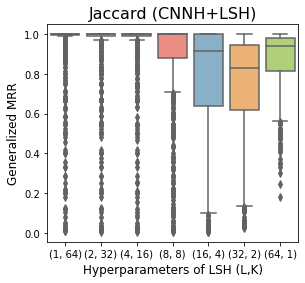 Jaccard (CNNH+LSH)
Generalized MRR
1.0
0.8
0.6
0.4
0.2
0.0
(1, 64) (2, 32) (4, 16) (8, 8) (16, 4) (32, 2) (64, 1)
Hyperparameters of LSH (L,K)